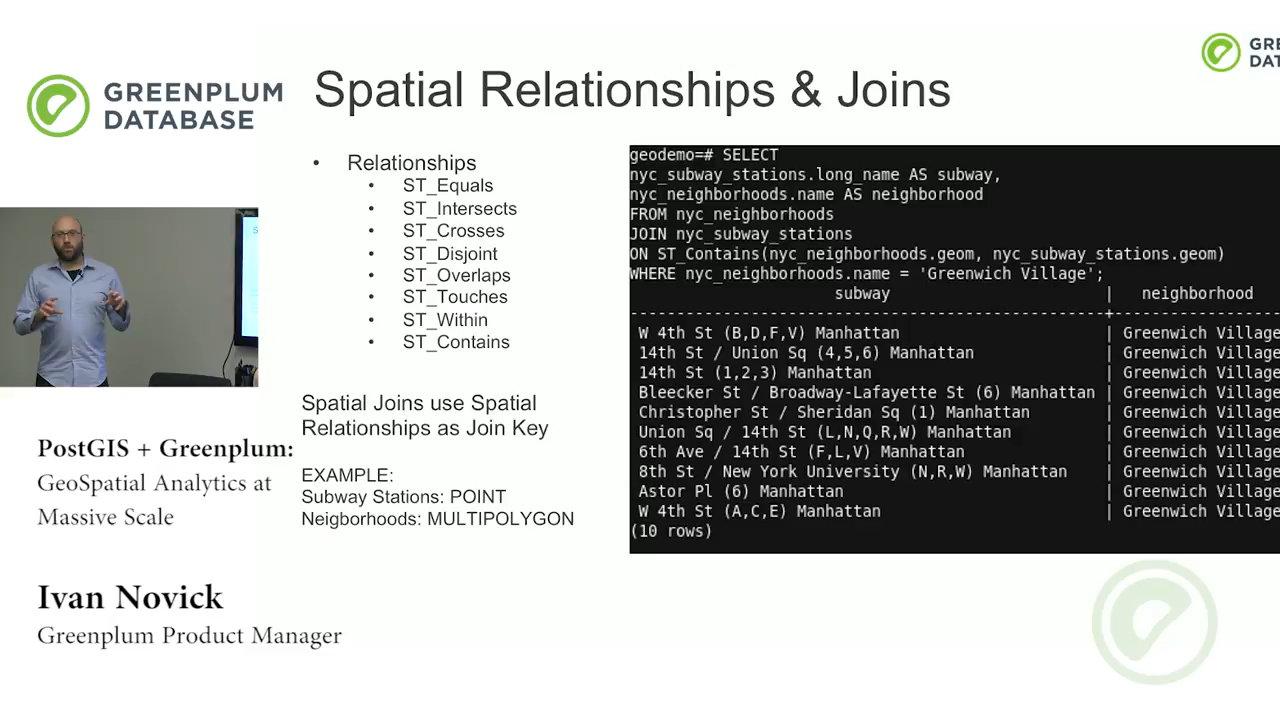 GREENPLUM
DATABASE
Spatial Relationships & Joins
• Relationships
• ST_Equals
• ST_Intersects
• ST_Crosses
• ST_Disjoint
• ST_Overlaps
• ST_Touches
• ST_Within
• ST_Contains
Spatial Joins use Spatial
Relationships as Join Key
EXAMPLE:
Subway Stations: POINT
Neigborhoods: MULTIPOLYGON
geodemo=# SELECT
nyc_subway_stations.long_name AS subway,
nyc_neighborhoods.name AS neighborhood
FROM nyc_neighborhoods
JOIN nyc_subway_stations
ON ST_Contains(nyc_neighborhoods.geom, nyc_subway_stations.geom)
WHERE nyc_neighborhoods.name = 'Greenwich Village';
subway | neighborhood
-----------------------------------------------------+------------------
W 4th St (B,D,F,V) Manhattan | Greenwich Village
14th St / Union Sq (4,5,6) Manhattan | Greenwich Village
14th St (1,2,3) Manhattan | Greenwich Village
Bleecker St / Broadway-Lafayette St (6) Manhattan | Greenwich Village
Christopher St / Sheridan Sq (1) Manhattan | Greenwich Village
Union Sq / 14th St (L,N,Q,R,W) Manhattan | Greenwich Village
6th Ave / 14th St (F,L,V) Manhattan | Greenwich Village
8th St / New York University (N,R,W) Manhattan | Greenwich Village
Astor Pl (6) Manhattan | Greenwich Village
W 4th St (A,C,E) Manhattan | Greenwich Village
(10 rows)
PostGIS + Greenplum:
GeoSpatial Analytics at
Massive Scale
Ivan Novick
Greenplum Product Manager
GRE
DAT